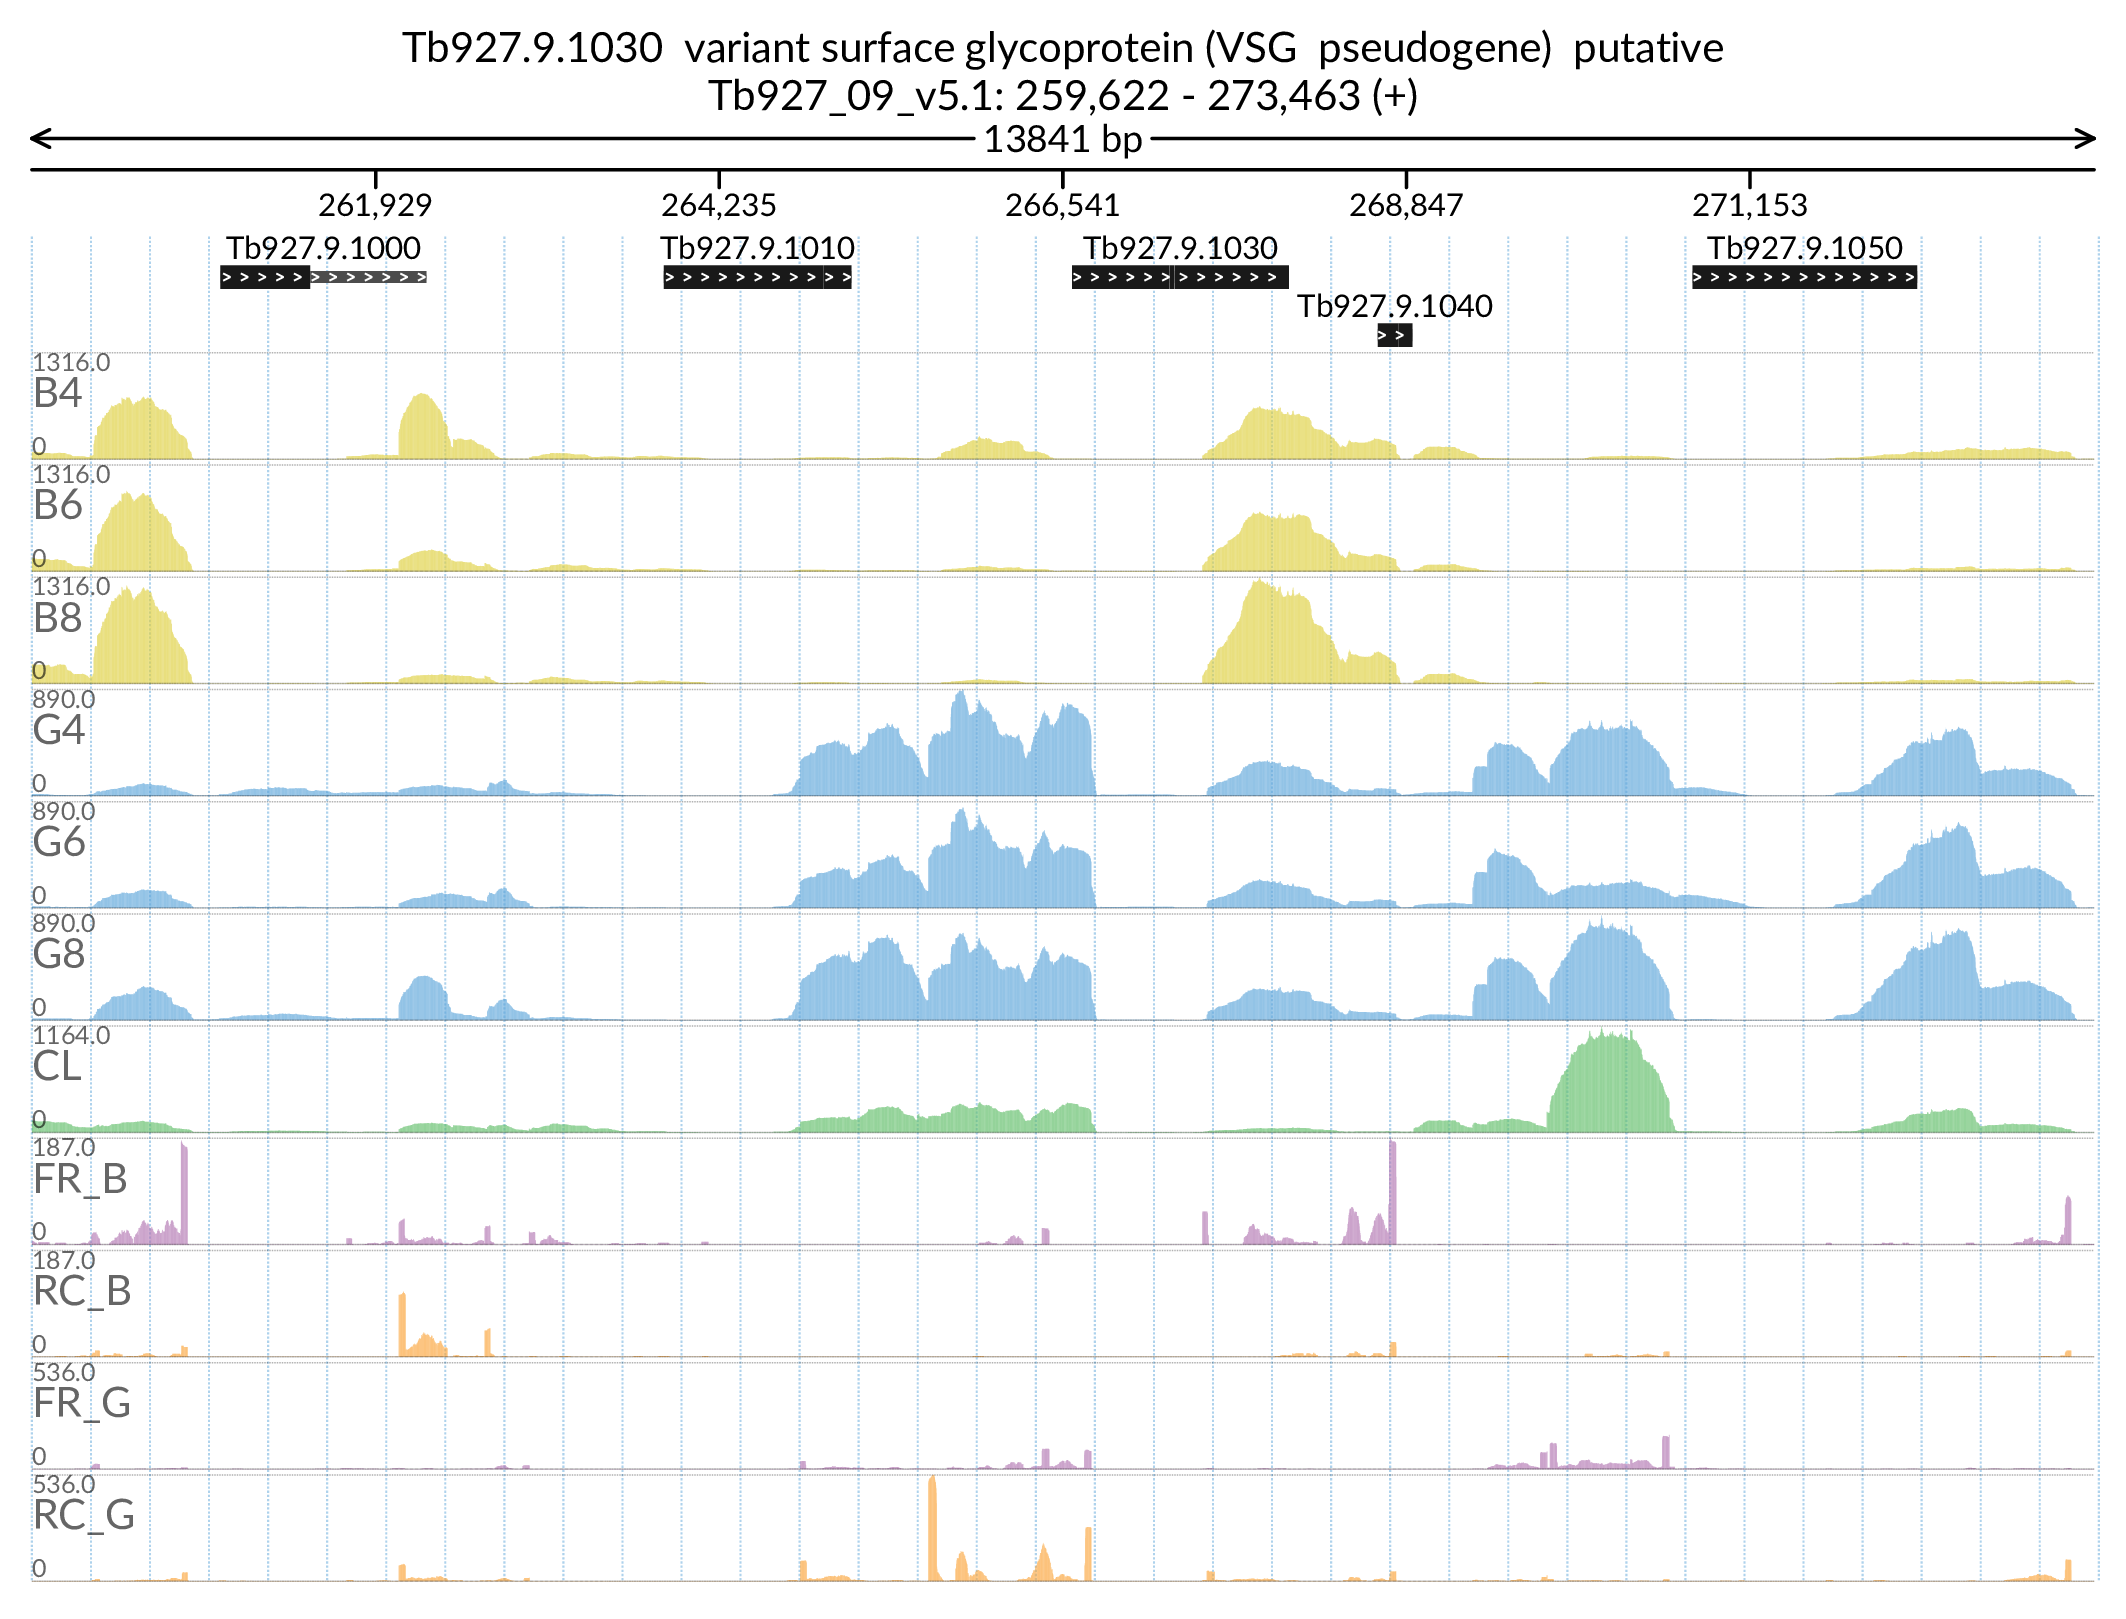 Tb927.9.1030  variant surface glycoprotein (VSG  pseudogene)  putative
Tb927_09_v5.1: 259,622 - 273,463 (+)
13841 bp
261,929 264,235 266,541 268,847 271,153
Tb927.9.1000 Tb927.9.1010 Tb927.9.1030 Tb927.9.1050
Tb927.9.1040
1316.0
B4
0
1316.0
B6
0
1316.0
B8
0
890.0
G4
0
890.0
G6
0
890.0
G8
0
1164.0
CL
0
187.0
FR_B
0
187.0
RC_B
0
536.0
FR_G
0
536.0
RC_G
0